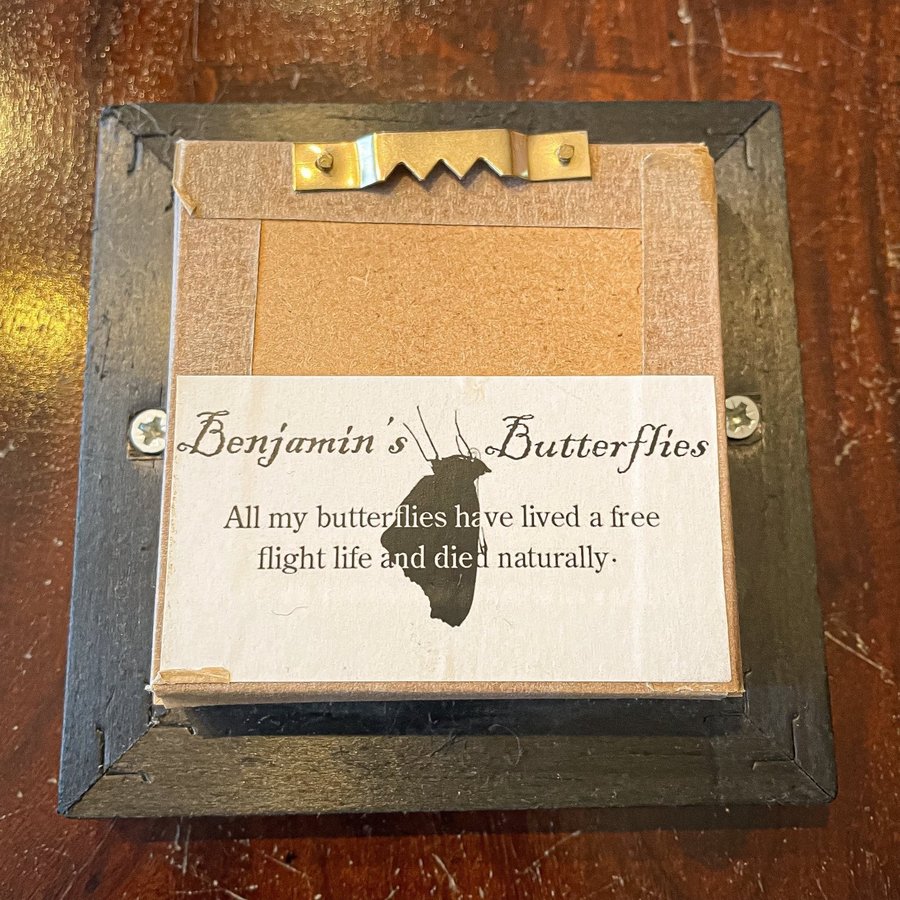 Benjamin's Butterflies
All my butterflies have lived a free
flight life and died naturally.